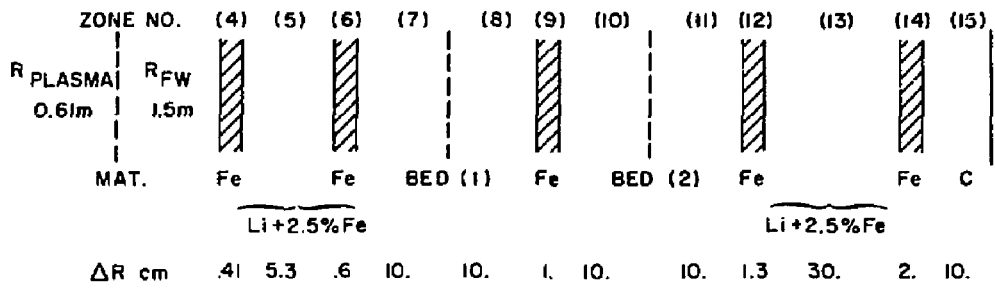 ZONE NO. (4) (5) (6) (7) (8) (9) (10) (11) (12) (13) (14) (15)
R PLASMA R FW
0.61m 1.5m
MAT. Fe Fe BED (1) Fe BED (2) Fe Fe C
Li+2.5%Fe Li+2.5%Fe
ΔR cm .41 5.3 .6 10. 10. 1. 10. 10. 1.3 30. 2. 10.